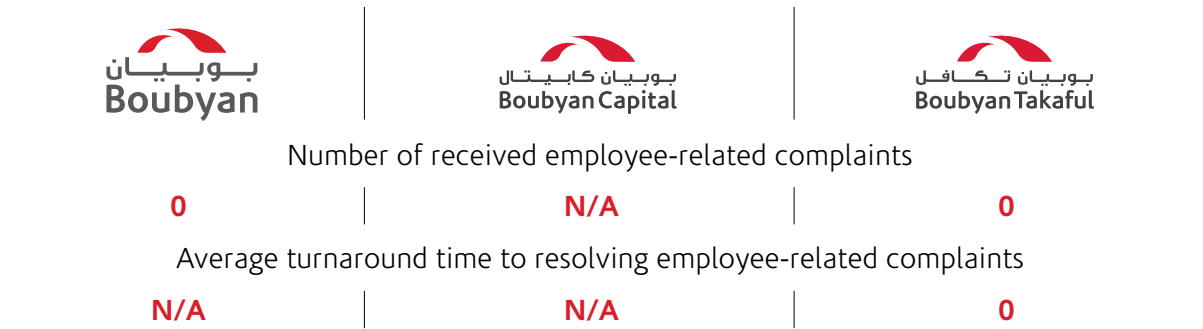 بوبيان
Boubyan
بوبيان كابيتال
Boubyan Capital
بوبيان تكافل
Boubyan Takaful
Number of received employee-related complaints
0 N/A 0
Average turnaround time to resolving employee-related complaints
N/A N/A 0